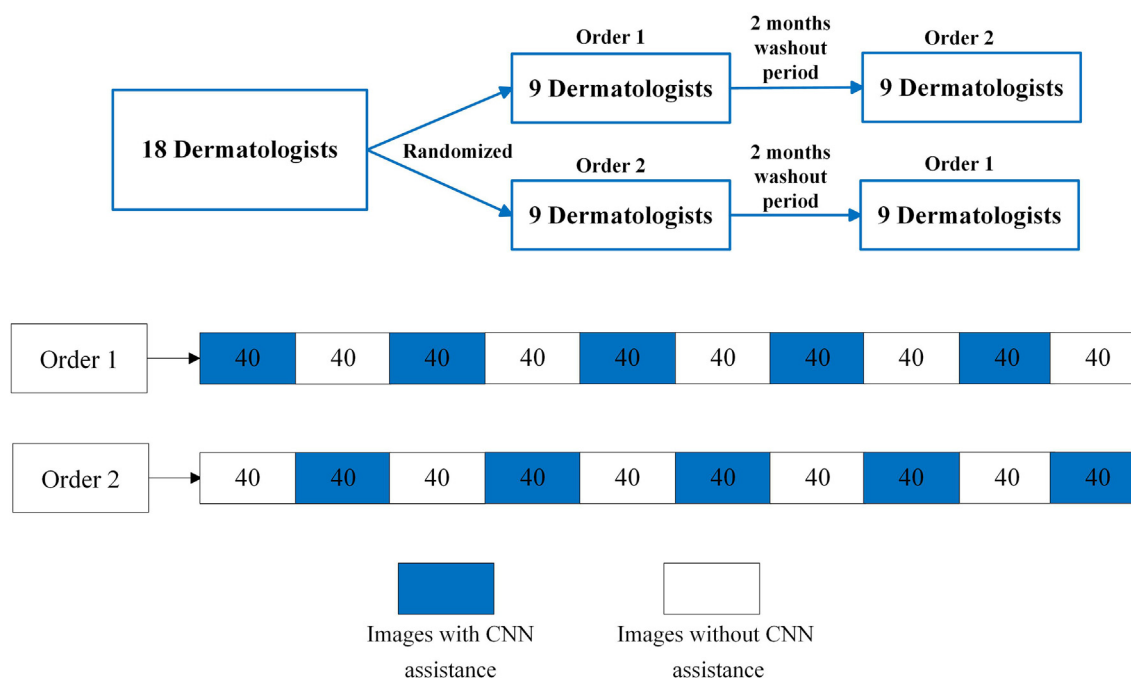 Order 1
2 months
washout
period
Order 2
18 Dermatologists
9 Dermatologists
9 Dermatologists
Randomized
Order 2
2 months
washout
period
Order 1
9 Dermatologists
9 Dermatologists
Order 1
40 40 40 40 40 40 40 40 40 40
Order 2
40 40 40 40 40 40 40 40 40 40
Images with CNN
assistance
Images without CNN
assistance